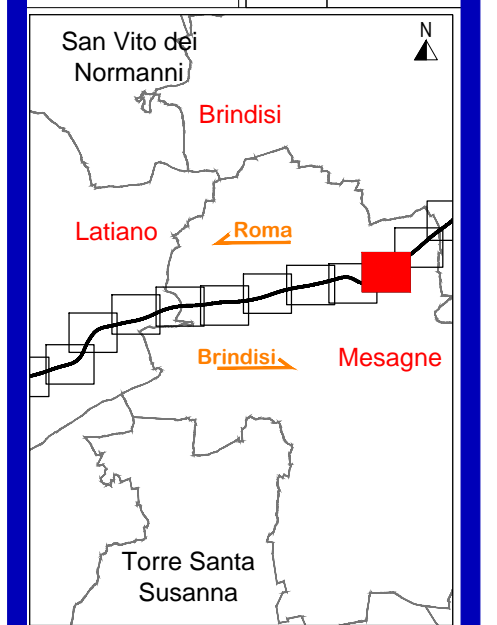 San Vito dei
Normanni
N
Brindisi
Latiano
Roma
Brindisi
Mesagne
Torre Santa
Susanna